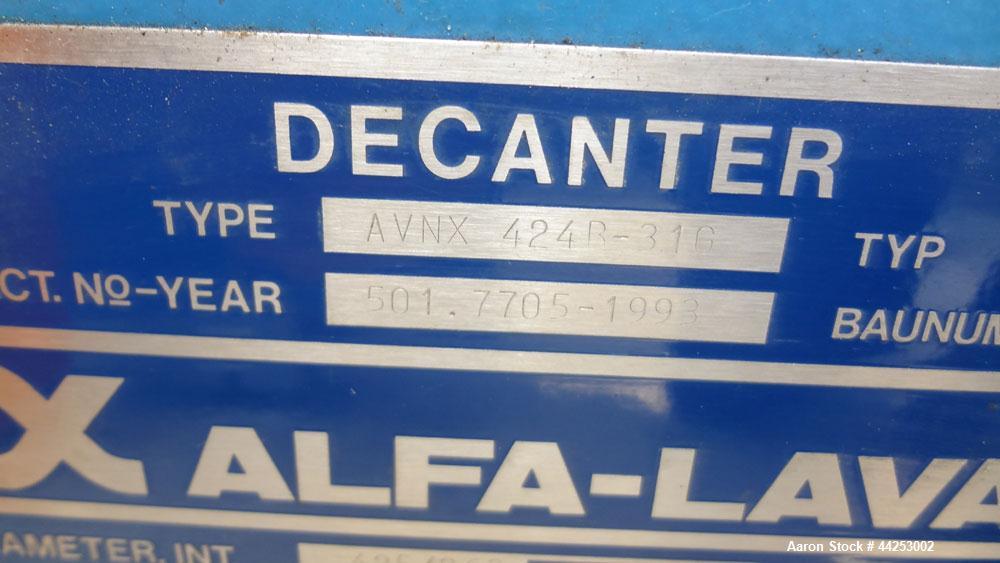 DECANTER
TYPE AVNX 424B-31G TYP
CT. No-YEAR 501.7705-1993 BAUNUM
ALFA-LAVA
AMETER, INT
Aaron Stock # 44253002